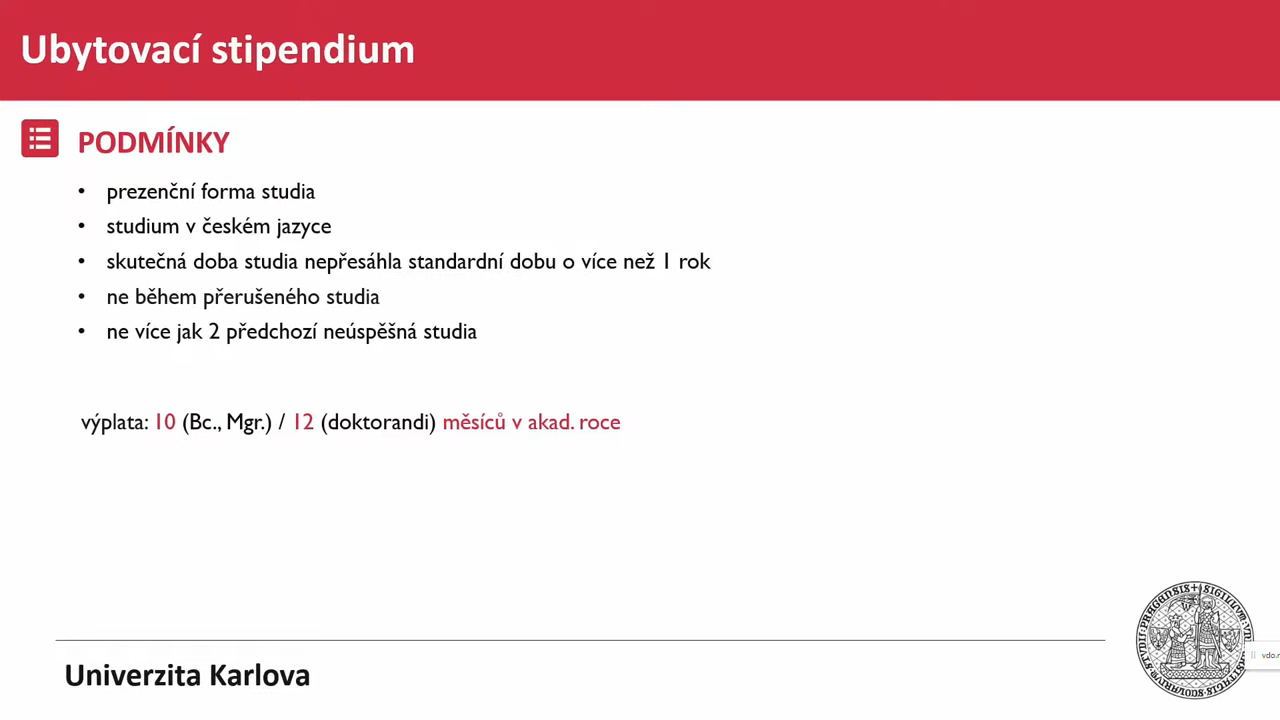 Ubytovací stipendium
PODMÍNKY
• prezenční forma studia
• studium v českém jazyce
• skutečná doba studia nepřesáhla standardní dobu o více než 1 rok
• ne během přerušeného studia
• ne více jak 2 předchozí neúspěšná studia
výplata: 10 (Bc., Mgr.) / 12 (doktorandi) měsíců v akad. roce
Univerzita Karlova